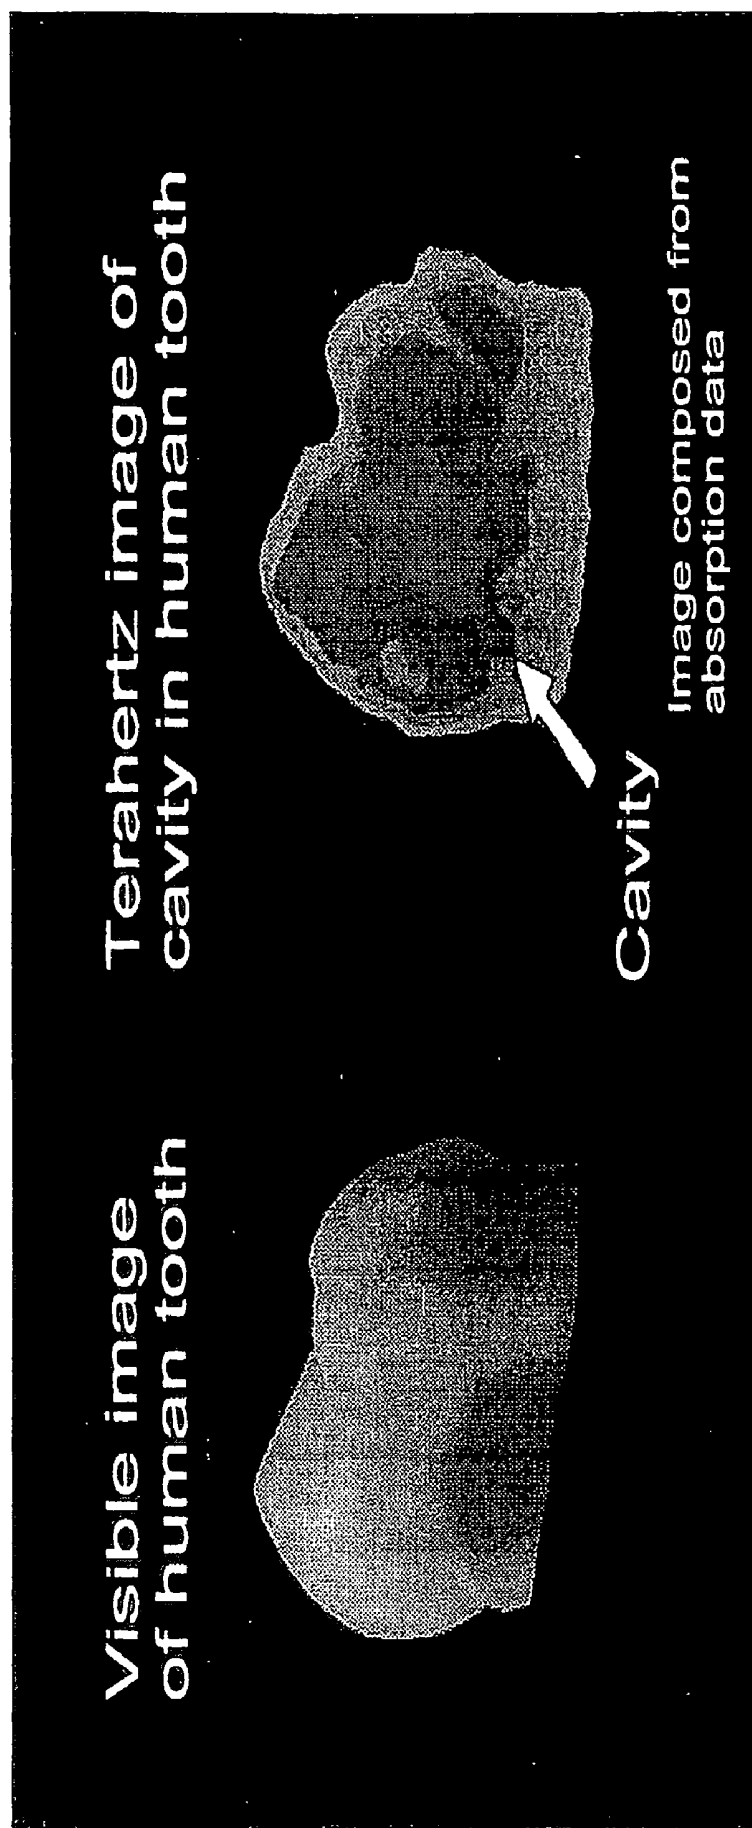 Visible image
of human tooth
Terahertz image of
cavity in human tooth
Cavity
Image composed from
absorption data